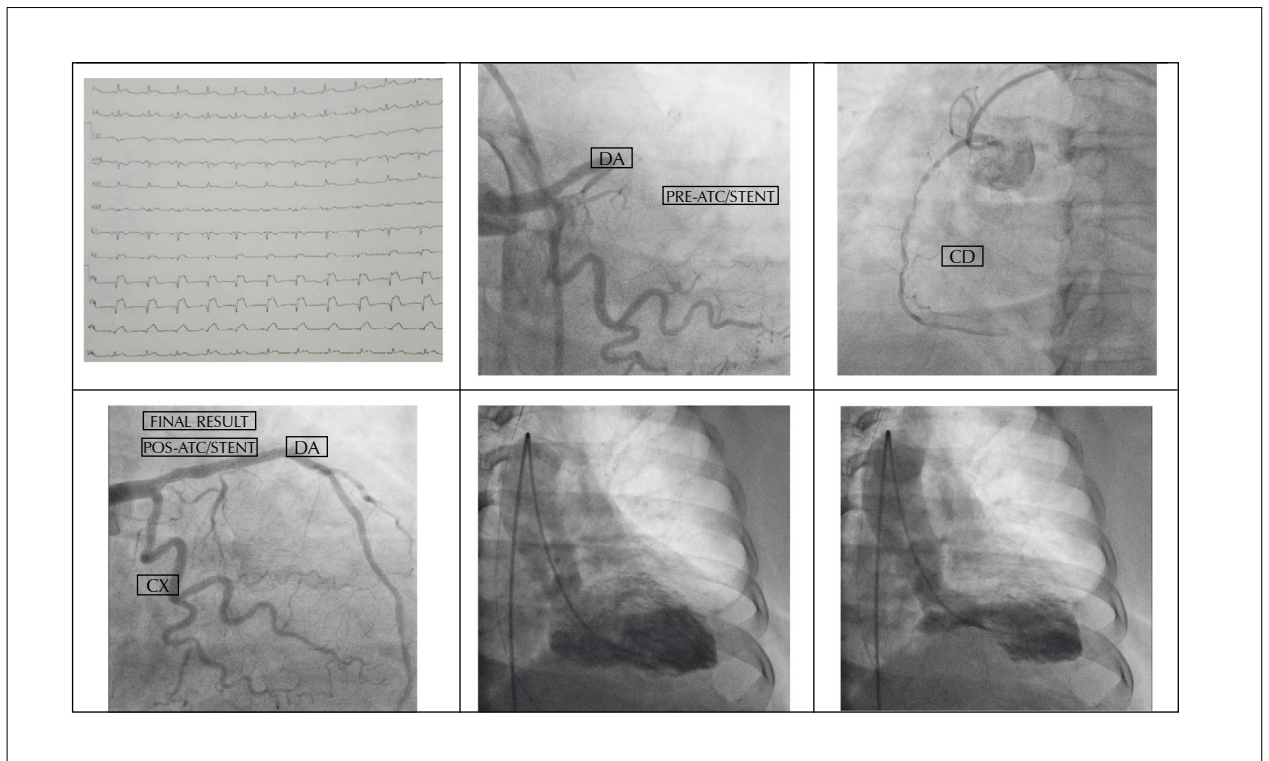 DA
PRE-ATC/STENT
CD
FINAL RESULT
POS-ATC/STENT
DA
CX